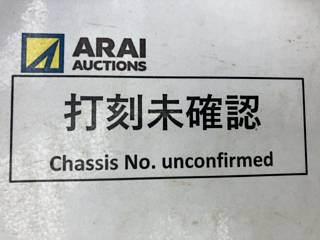 ARAI
AUCTIONS
打刻未確認
Chassis No. unconfirmed